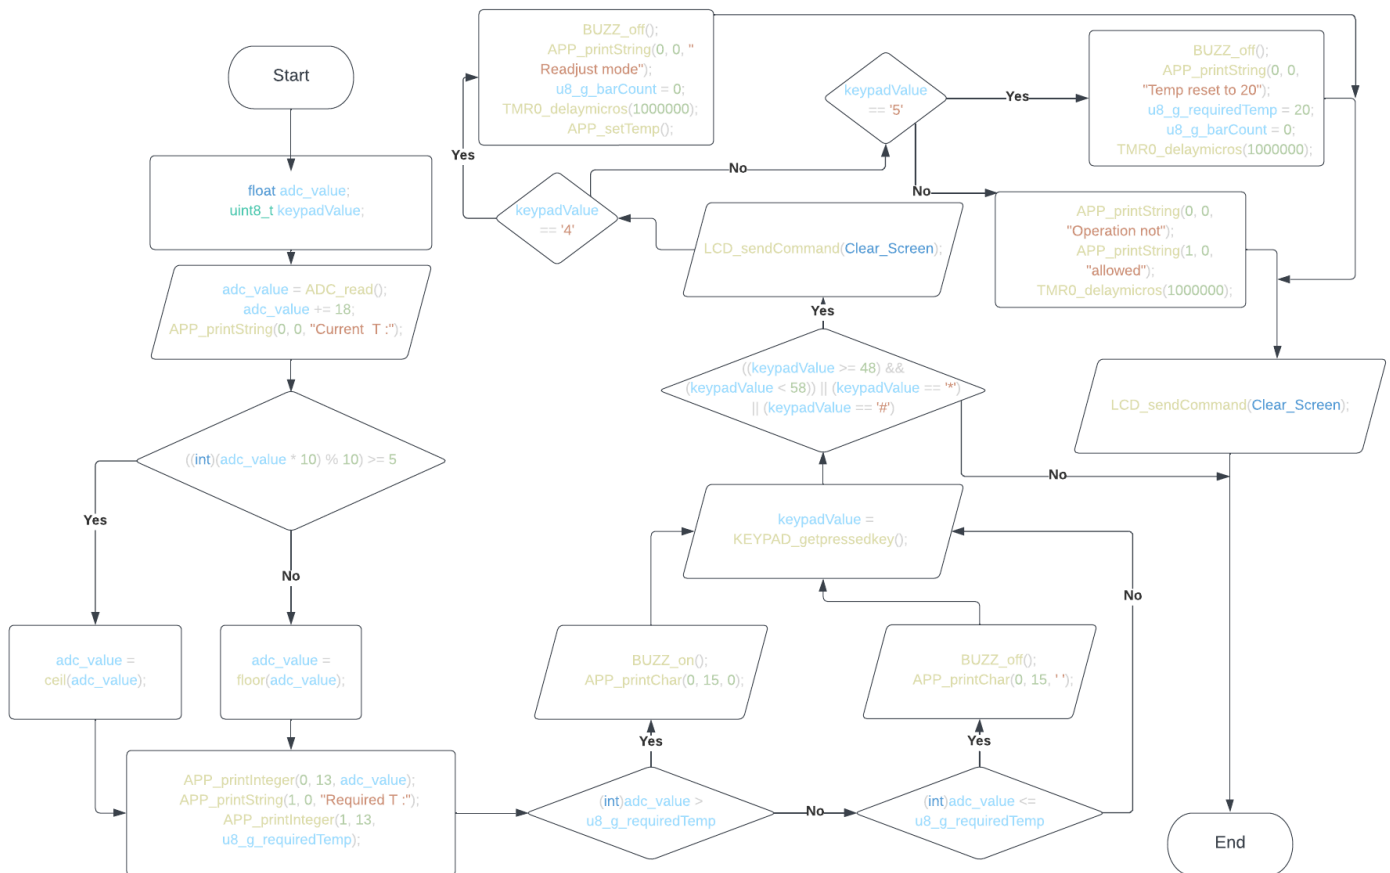 Start
float adc_value;
uint8_t keypadValue;
adc_value = ADC_read();
adc_value += 18;
APP_printString(0, 0, "Current  T :");
((int)(adc_value * 10) % 10) >= 5
Yes
No
adc_value =
ceil(adc_value);
adc_value =
floor(adc_value);
APP_printInteger(0, 13, adc_value);
APP_printString(1, 0, "Required T :");
APP_printInteger(1, 13,
u8_g_requiredTemp);
(int)adc_value >
u8_g_requiredTemp
Yes
No
BUZZ_on();
APP_printChar(0, 15, 0);
(int)adc_value <=
u8_g_requiredTemp
Yes
No
BUZZ_off();
APP_printChar(0, 15, ' ');
keypadValue =
KEYPAD_getpressedkey();
((keypadValue >= 48) &&
(keypadValue < 58)) || (keypadValue == '*')
|| (keypadValue == '#')
Yes
No
LCD_sendCommand(Clear_Screen);
keypadValue
== '4'
Yes
No
BUZZ_off();
APP_printString(0, 0, "
Readjust mode");
u8_g_barCount = 0;
TMR0_delaymicros(1000000);
APP_setTemp();
keypadValue
== '5'
Yes
No
BUZZ_off();
APP_printString(0, 0,
"Temp reset to 20");
u8_g_requiredTemp = 20;
u8_g_barCount = 0;
TMR0_delaymicros(1000000);
APP_printString(0, 0,
"Operation not");
APP_printString(1, 0,
"allowed");
TMR0_delaymicros(1000000);
LCD_sendCommand(Clear_Screen);
End